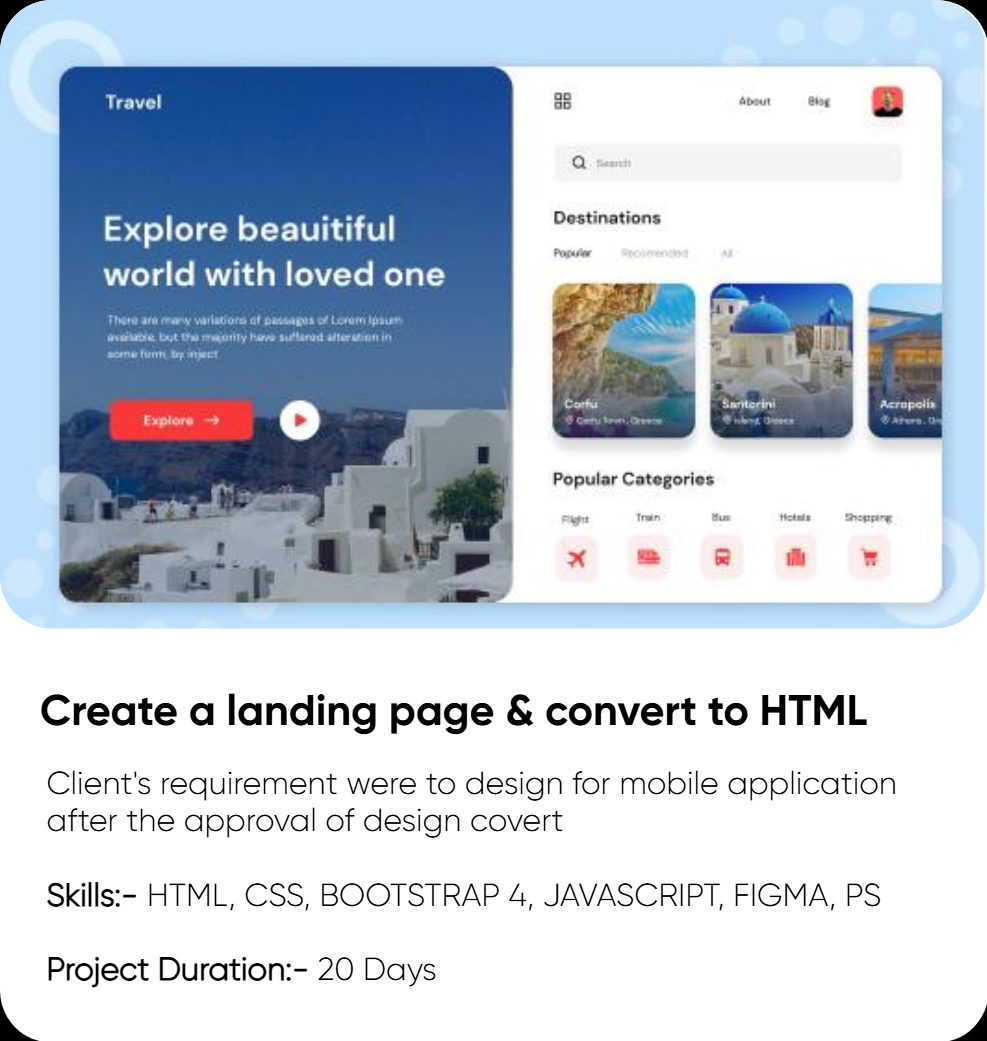 Travel
Explore beauitiful
world with loved one
There are many variations of passages of Lorem Ipsum
available, but the majority have suffered alteration in
some form, by inject
Explore
About
Blog
Search
Destinations
Popular
Recomended
All
Corfu
Corfu Town, Greece
Santorini
Island, Greece
Acropolis
Athens, Gre
Popular Categories
Flight
Train
Bus
Hotels
Shopping
Create a landing page & convert to HTML
Client's requirement were to design for mobile application
after the approval of design covert
Skills:- HTML, CSS, BOOTSTRAP 4, JAVASCRIPT, FIGMA, PS
Project Duration:- 20 Days